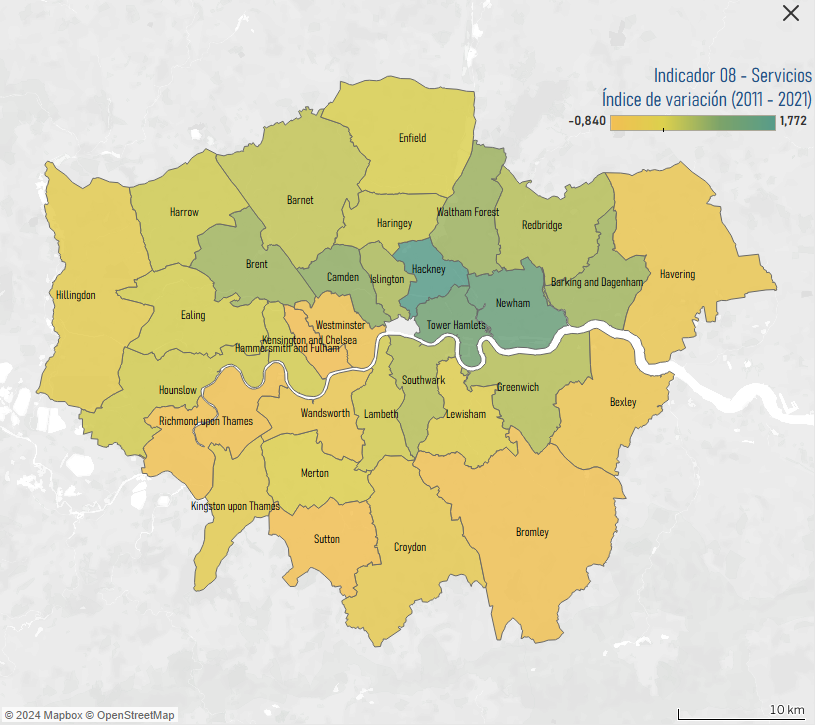 Indicador 08 - Servicios
Índice de variación (2011 - 2021)
-0,840
1,772
Enfield
Barnet
Harrow
Haringey
Waltham Forest
Redbridge
Brent
Camden
Islington
Hackney
Havering
Barking and Dagenham
Hillingdon
Newham
Ealing
Westminster
Tower Hamlets
Kensington and Chelsea
Hammersmith and Fulham
Hounslow
Southwark
Greenwich
Richmond upon Thames
Wandsworth
Lambeth
Lewisham
Bexley
Merton
Kingston upon Thames
Sutton
Croydon
Bromley
© 2024 Mapbox © OpenStreetMap
10 km